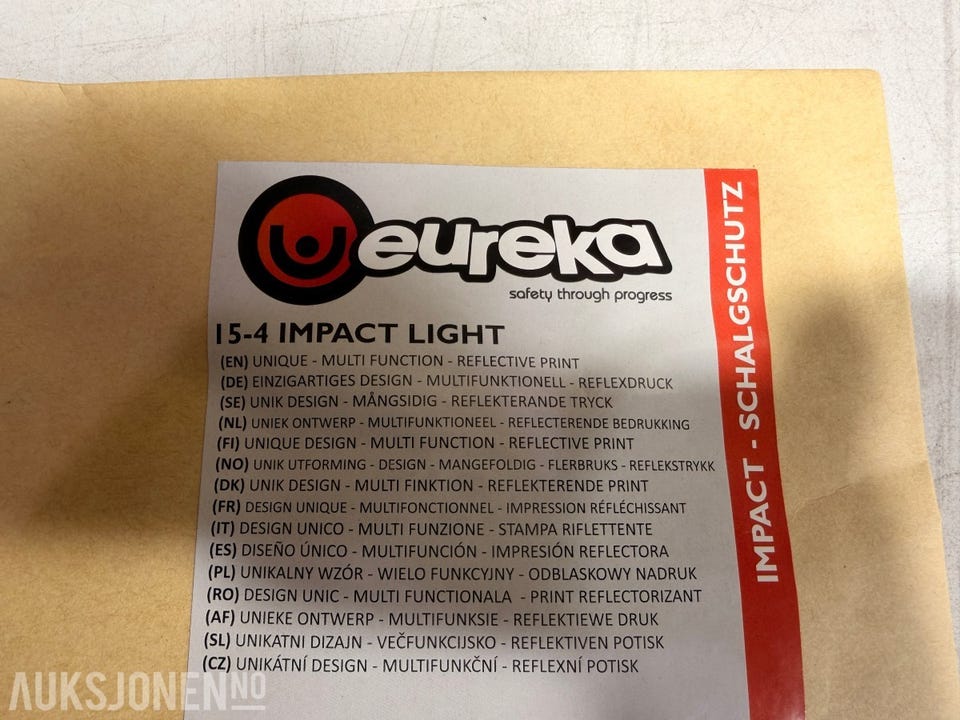 eureka
safety through progress
15-4 IMPACT LIGHT
(EN) UNIQUE - MULTI FUNCTION - REFLECTIVE PRINT
(DE) EINZIGARTIGES DESIGN - MULTIFUNKTIONELL - REFLEXDRUCK
(SE) UNIK DESIGN - MÅNGSIDIG - REFLEKTERANDE TRYCK
(NL) UNIEK ONTWERP - MULTIFUNKTIONEEL - REFLECTERENDE BEDRUKKING
(FI) UNIQUE DESIGN - MULTI FUNCTION - REFLECTIVE PRINT
(NO) UNIK UTFORMING - DESIGN - MANGEFOLDIG - FLERBRUKS - REFLEKSTRYKK
(DK) UNIK DESIGN - MULTI FINKTION - REFLEKTERENDE PRINT
(FR) DESIGN UNIQUE - MULTIFONCTIONNEL - IMPRESSION RÉFLÉCHISSANT
(IT) DESIGN UNICO - MULTI FUNZIONE - STAMPA RIFLETTENTE
(ES) DISEÑO ÚNICO - MULTIFUNCIÓN - IMPRESIÓN REFLECTORA
(PL) UNIKALNY WZÓR - WIELO FUNKCYJNY - ODBLASKOWY NADRUK
(RO) DESIGN UNIC - MULTI FUNCTIONALA - PRINT REFLECTORIZANT
(AF) UNIEKE ONTWERP - MULTIFUNKSIE - REFLEKTIEWE DRUK
(SL) UNIKATNI DIZAJN - VEČFUNKCIJSKO - REFLEKTIVEN POTISK
(CZ) UNIKÁTNÍ DESIGN - MULTIFUNKČNÍ - REFLEXNÍ POTISK
IMPACT - SCHALGSCHUTZ
AUKSJONEN NO